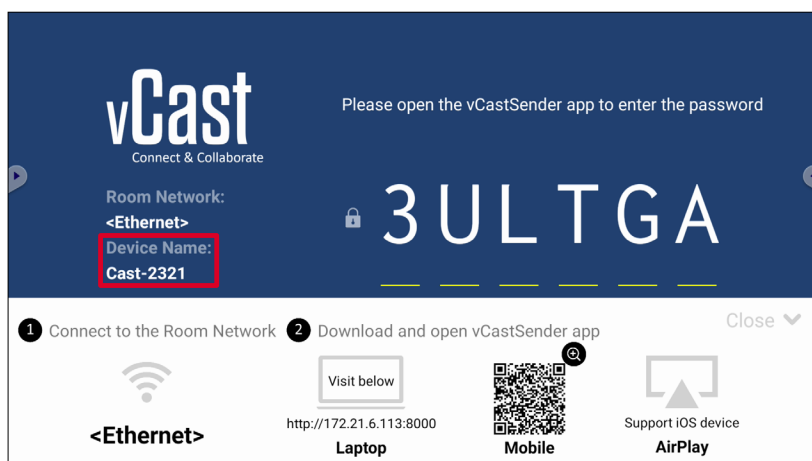 vCast
Connect & Collaborate
Please open the vCastSender app to enter the password
Room Network:
<Ethernet>
Device Name:
Cast-2321
3ULTGA
1 Connect to the Room Network
2 Download and open vCastSender app
Close
<Ethernet>
Visit below
http://172.21.6.113:8000
Laptop
Mobile
Support iOS device
AirPlay